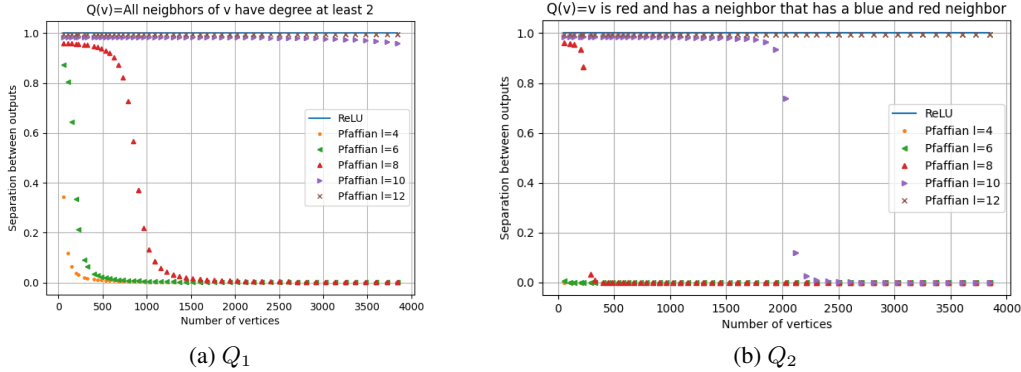 Q(v)=All neigbhors of v have degree at least 2
Separation between outputs
1.0
0.8
0.6
0.4
0.2
0.0
ReLU
Pfaffian l=4
Pfaffian l=6
Pfaffian l=8
Pfaffian l=10
Pfaffian l=12
0 500 1000 1500 2000 2500 3000 3500 4000
Number of vertices
(a) Q1
Q(v)=v is red and has a neighbor that has a blue and red neighbor
Separation between outputs
1.0
0.8
0.6
0.4
0.2
0.0
ReLU
Pfaffian l=4
Pfaffian l=6
Pfaffian l=8
Pfaffian l=10
Pfaffian l=12
0 500 1000 1500 2000 2500 3000 3500 4000
Number of vertices
(b) Q2